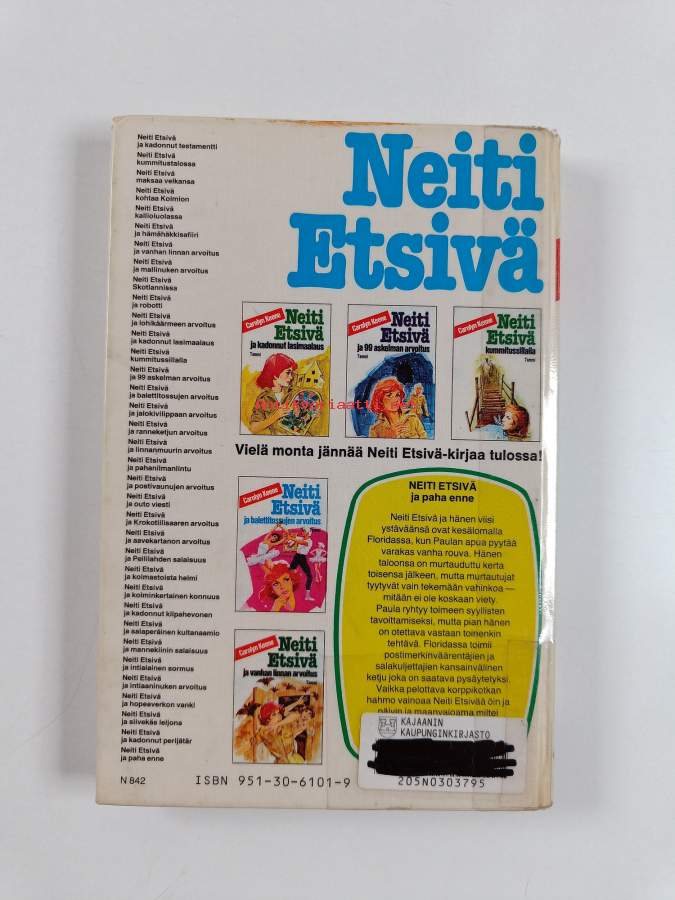 Neiti Etsivä
ja kadonnut testamentti
Neiti Etsivä
kummitustalossa
Neiti Etsivä
maksaa velkansa
Neiti Etsivä
kohtaa Kolmion
Neiti Etsivä
kallioluolassa
Neiti Etsivä
ja hämähäkkisafiiri
Neiti Etsivä
ja vanhan linnan arvoitus
Neiti Etsivä
ja mallinuken arvoitus
Neiti Etsivä
Skotlannissa
Neiti Etsivä
ja robotti
Neiti Etsivä
ja lohikäärmeen arvoitus
Neiti Etsivä
ja kadonnut lasimaalaus
Neiti Etsivä
kummitussillalla
Neiti Etsivä
ja 99 askelman arvoitus
Neiti Etsivä
ja balettitossujen arvoitus
Neiti Etsivä
ja jalokivilippaan arvoitus
Neiti Etsivä
ja ranneketjun arvoitus
Neiti Etsivä
ja linnanmuurin arvoitus
Neiti Etsivä
ja pahanilmanlintu
Neiti Etsivä
ja postivaunujen arvoitus
Neiti Etsivä
ja outo viesti
Neiti Etsivä
ja Krokotiilisaaren arvoitus
Neiti Etsivä
ja aavekartanon arvoitus
Neiti Etsivä
ja Peililahden salaisuus
Neiti Etsivä
ja kolmastoista helmi
Neiti Etsivä
ja kolminkertainen konnuus
Neiti Etsivä
ja kadonnut kilpahevonen
Neiti Etsivä
ja salaperäinen kultanaamio
Neiti Etsivä
ja mannekiinin salaisuus
Neiti Etsivä
ja intialainen sormus
Neiti Etsivä
ja intiaaninuken arvoitus
Neiti Etsivä
ja hopeaverkon vanki
Neiti Etsivä
ja siivekäs leijona
Neiti Etsivä
ja kadonnut perijätär
Neiti Etsivä
ja paha enne
N 842
Neiti
Etsivä
Carolyn Keene
Neiti
Etsivä
ja kadonnut lasimaalaus
Tammi
Carolyn Keene
Neiti
Etsivä
ja 99 askelman arvoitus
Tammi
Carolyn Keene
Neiti
Etsivä
kummitussillalla
Tammi
Vielä monta jännää Neiti Etsivä-kirjaa tulossa!
Carolyn Keene
Neiti
Etsivä
ja balettitossujen arvoitus
Carolyn Keene
Neiti
Etsivä
ja vanhan linnan arvoitus
Tammi
NEITI ETSIVÄ
ja paha enne
Neiti Etsivä ja hänen viisi
ystäväänsä ovat kesälomalla
Floridassa, kun Paulan apua pyytää
varakas vanha rouva. Hänen
taloonsa on murtauduttu kerta
toisensa jälkeen, mutta murtautujat
tyytyvät vain tekemään vahinkoa —
mitään ei ole koskaan viety.
Paula ryhtyy toimeen syyllisten
tavoittamiseksi, mutta pian hänen
on otettava vastaan toinenkin
tehtävä. Floridassa toimii
postimerkinväärentäjien ja
salakuljettajien kansainvälinen
ketju joka on saatava pysäytetyksi.
Vaikka pelottava korppikotkan
hahmo vainoaa Neiti Etsivää öin ja
päivin ja maanvaivoama miltei
KAJAANIN
KAUPUNGINKIRJASTO
205N0303795
ISBN 951-30-6101-9